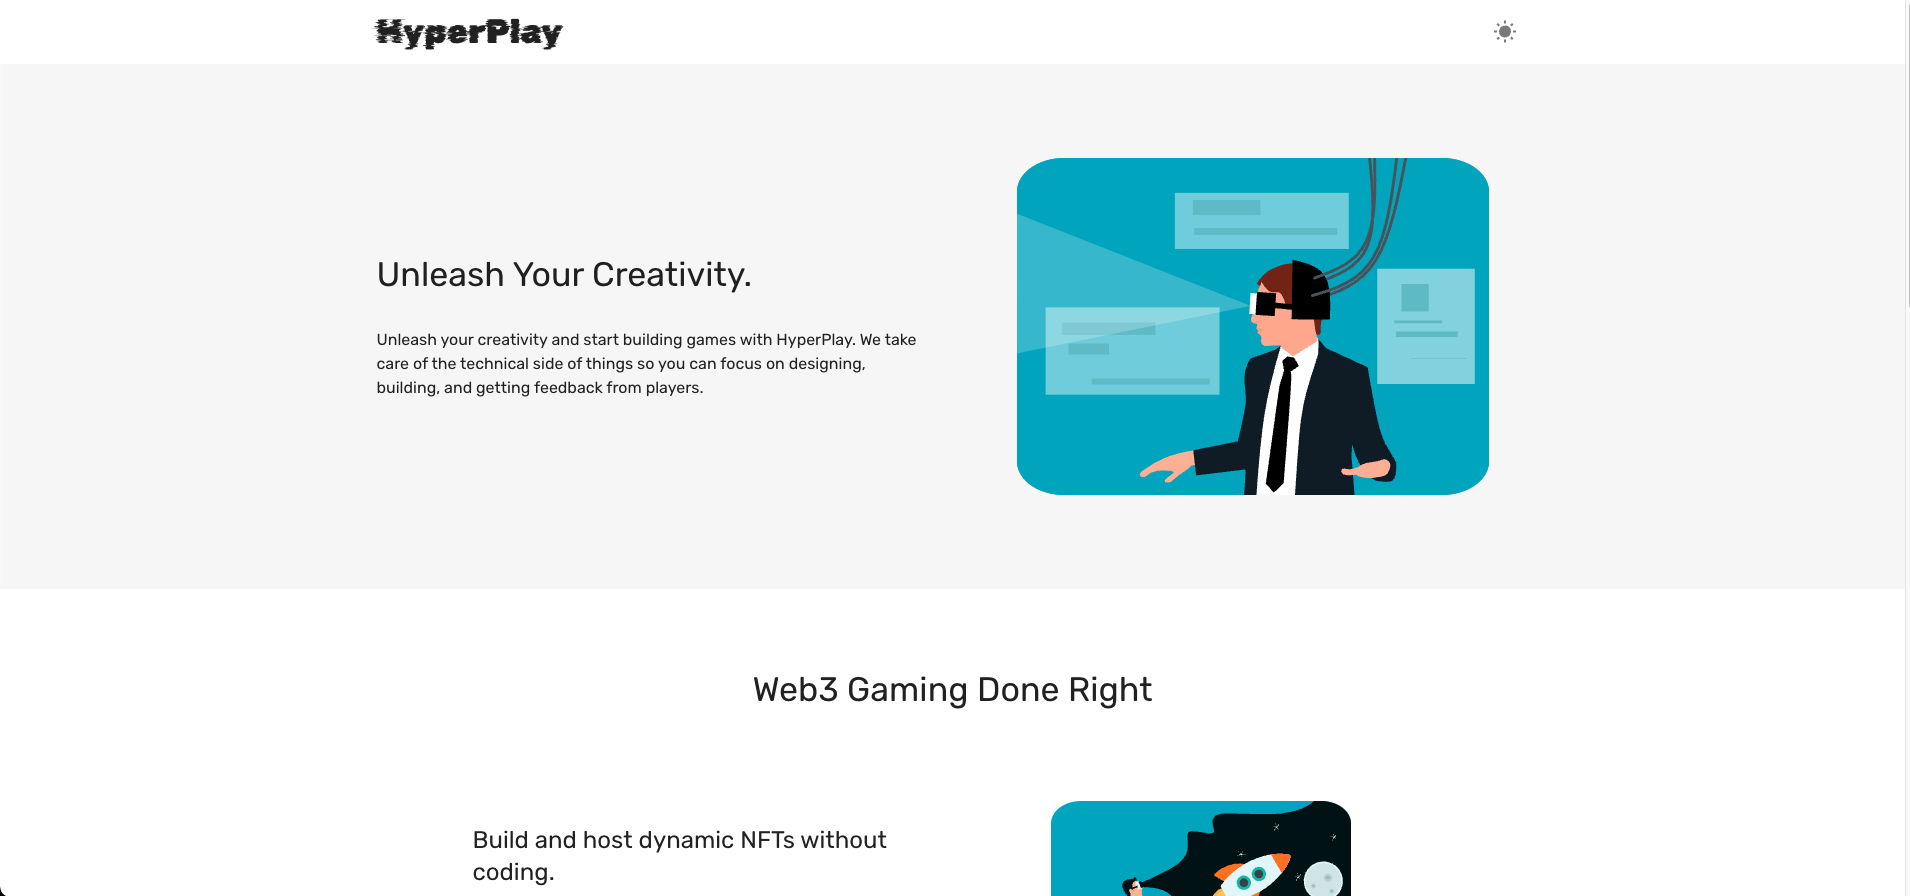 HyperPlay
Unleash Your Creativity.
Unleash your creativity and start building games with HyperPlay. We take
care of the technical side of things so you can focus on designing,
building, and getting feedback from players.
Web3 Gaming Done Right
Build and host dynamic NFTs without
coding.